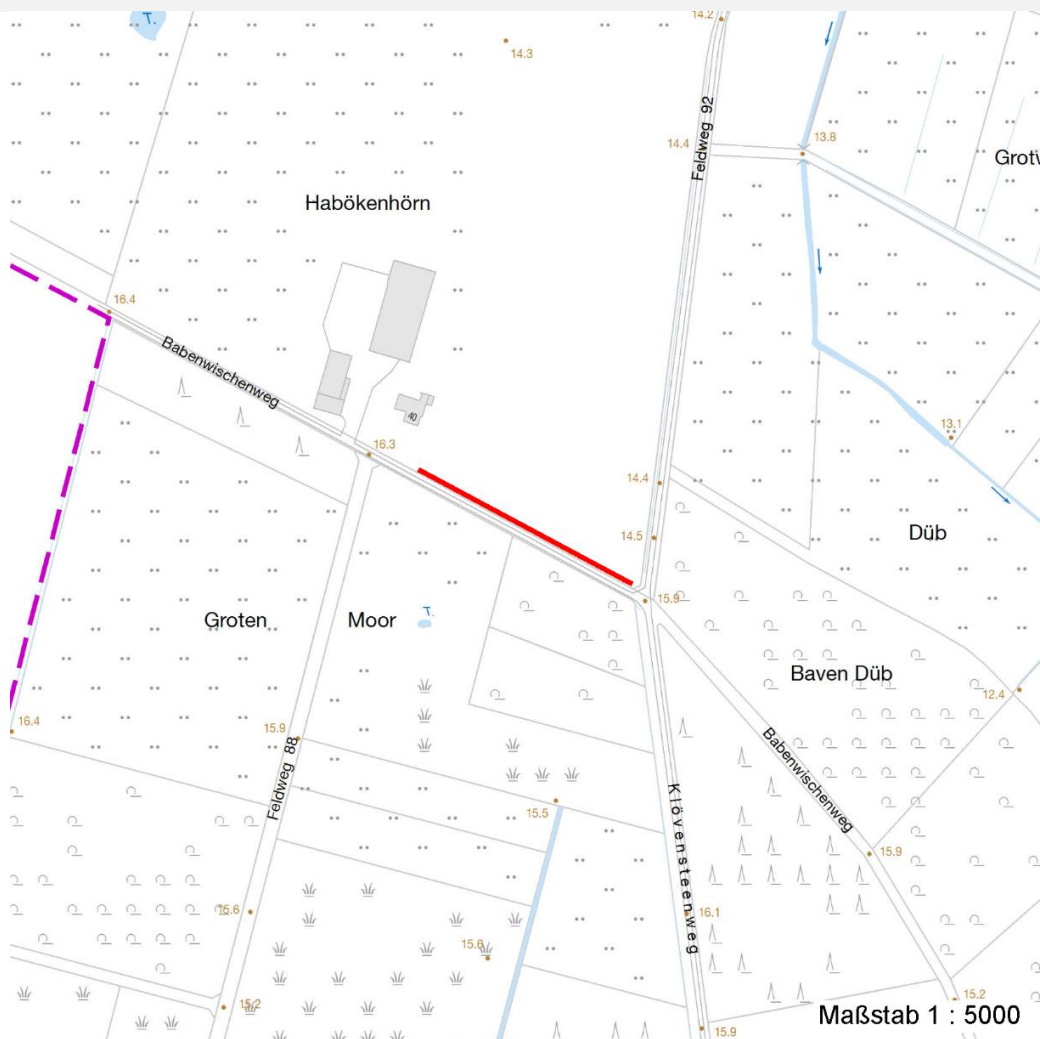 T.
14.2
14.3
Feldweg 92
14.4
13.8
Grotw
Habökenhörn
16.4
Babenwischenweg
40
16.3
13.1
14.4
14.5
Düb
15.9
Groten
Moor
T.
Baven Düb
12.4
16.4
15.9
Feldweg 88
Babenwischenweg
15.5
Klövensteenweg
15.9
15.6
16.1
15.6
15.2
15.2
15.9
Maßstab 1 : 5000